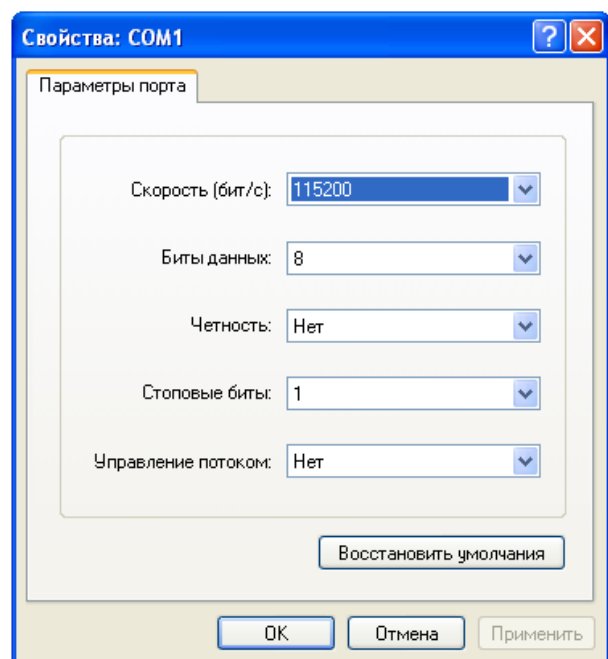 Свойства: COM1
Параметры порта
Скорость (бит/с): 115200
Биты данных: 8
Четность: Нет
Стоповые биты: 1
Управление потоком: Нет
Восстановить умолчания
ОК Отмена Применить